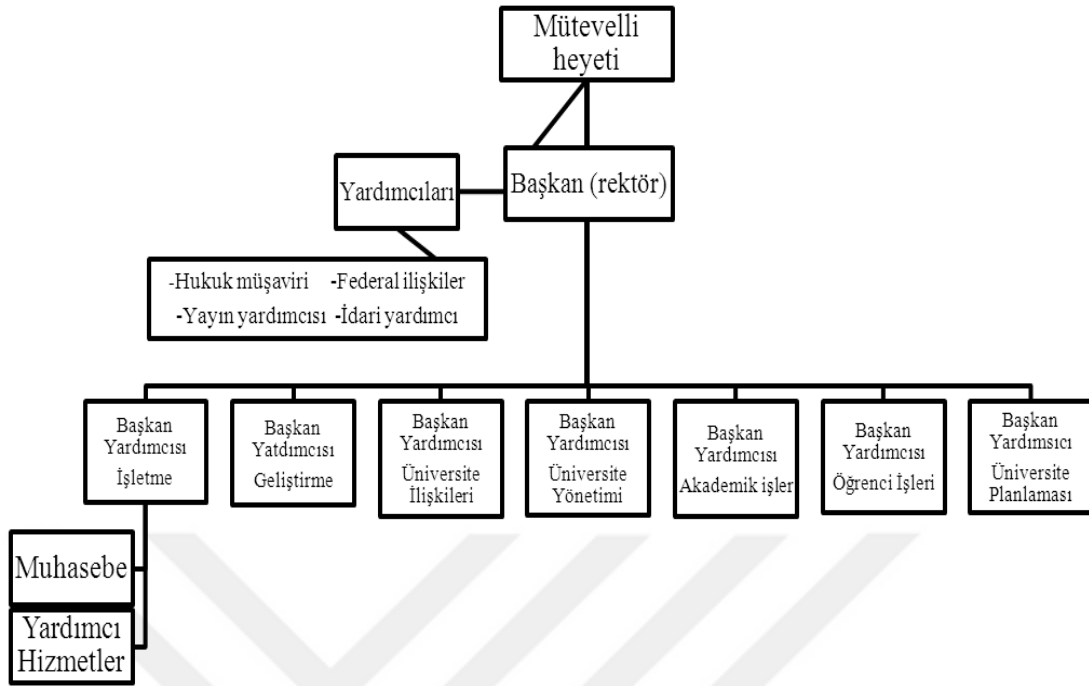 Mütevelli
heyeti
Başkan (rektör)
Yardımcıları
-Hukuk müşaviri -Federal ilişkiler
-Yayın yardımcısı -İdari yardımcı
Başkan
Yardımcısı
İşletme
Başkan
Yatdımcısı
Geliştirme
Başkan
Yardımcısı
Üniversite
İlişkileri
Başkan
Yardımcısı
Üniversite
Yönetimi
Başkan
Yardımcısı
Akademik işler
Başkan
Yardımcısı
Öğrenci İşleri
Başkan
Yardımsıcı
Üniversite
Planlaması
Muhasebe
Yardımcı
Hizmetler